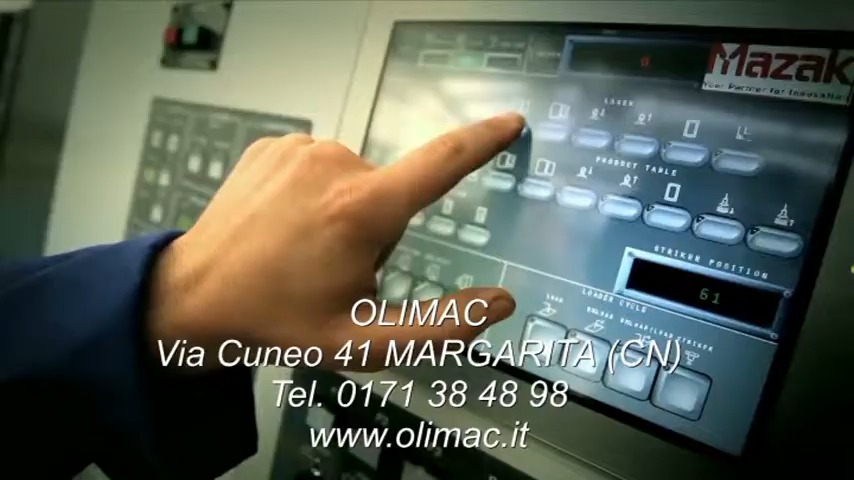 Mazak
Your Partner for Innovation
LASER
PRODUCT TABLE
STRIKER POSITION
61
LOADER CYCLE
LOAD
OLIMAC
Via Cuneo 41 MARGARITA (CN)
Tel. 0171 38 48 98
www.olimac.it